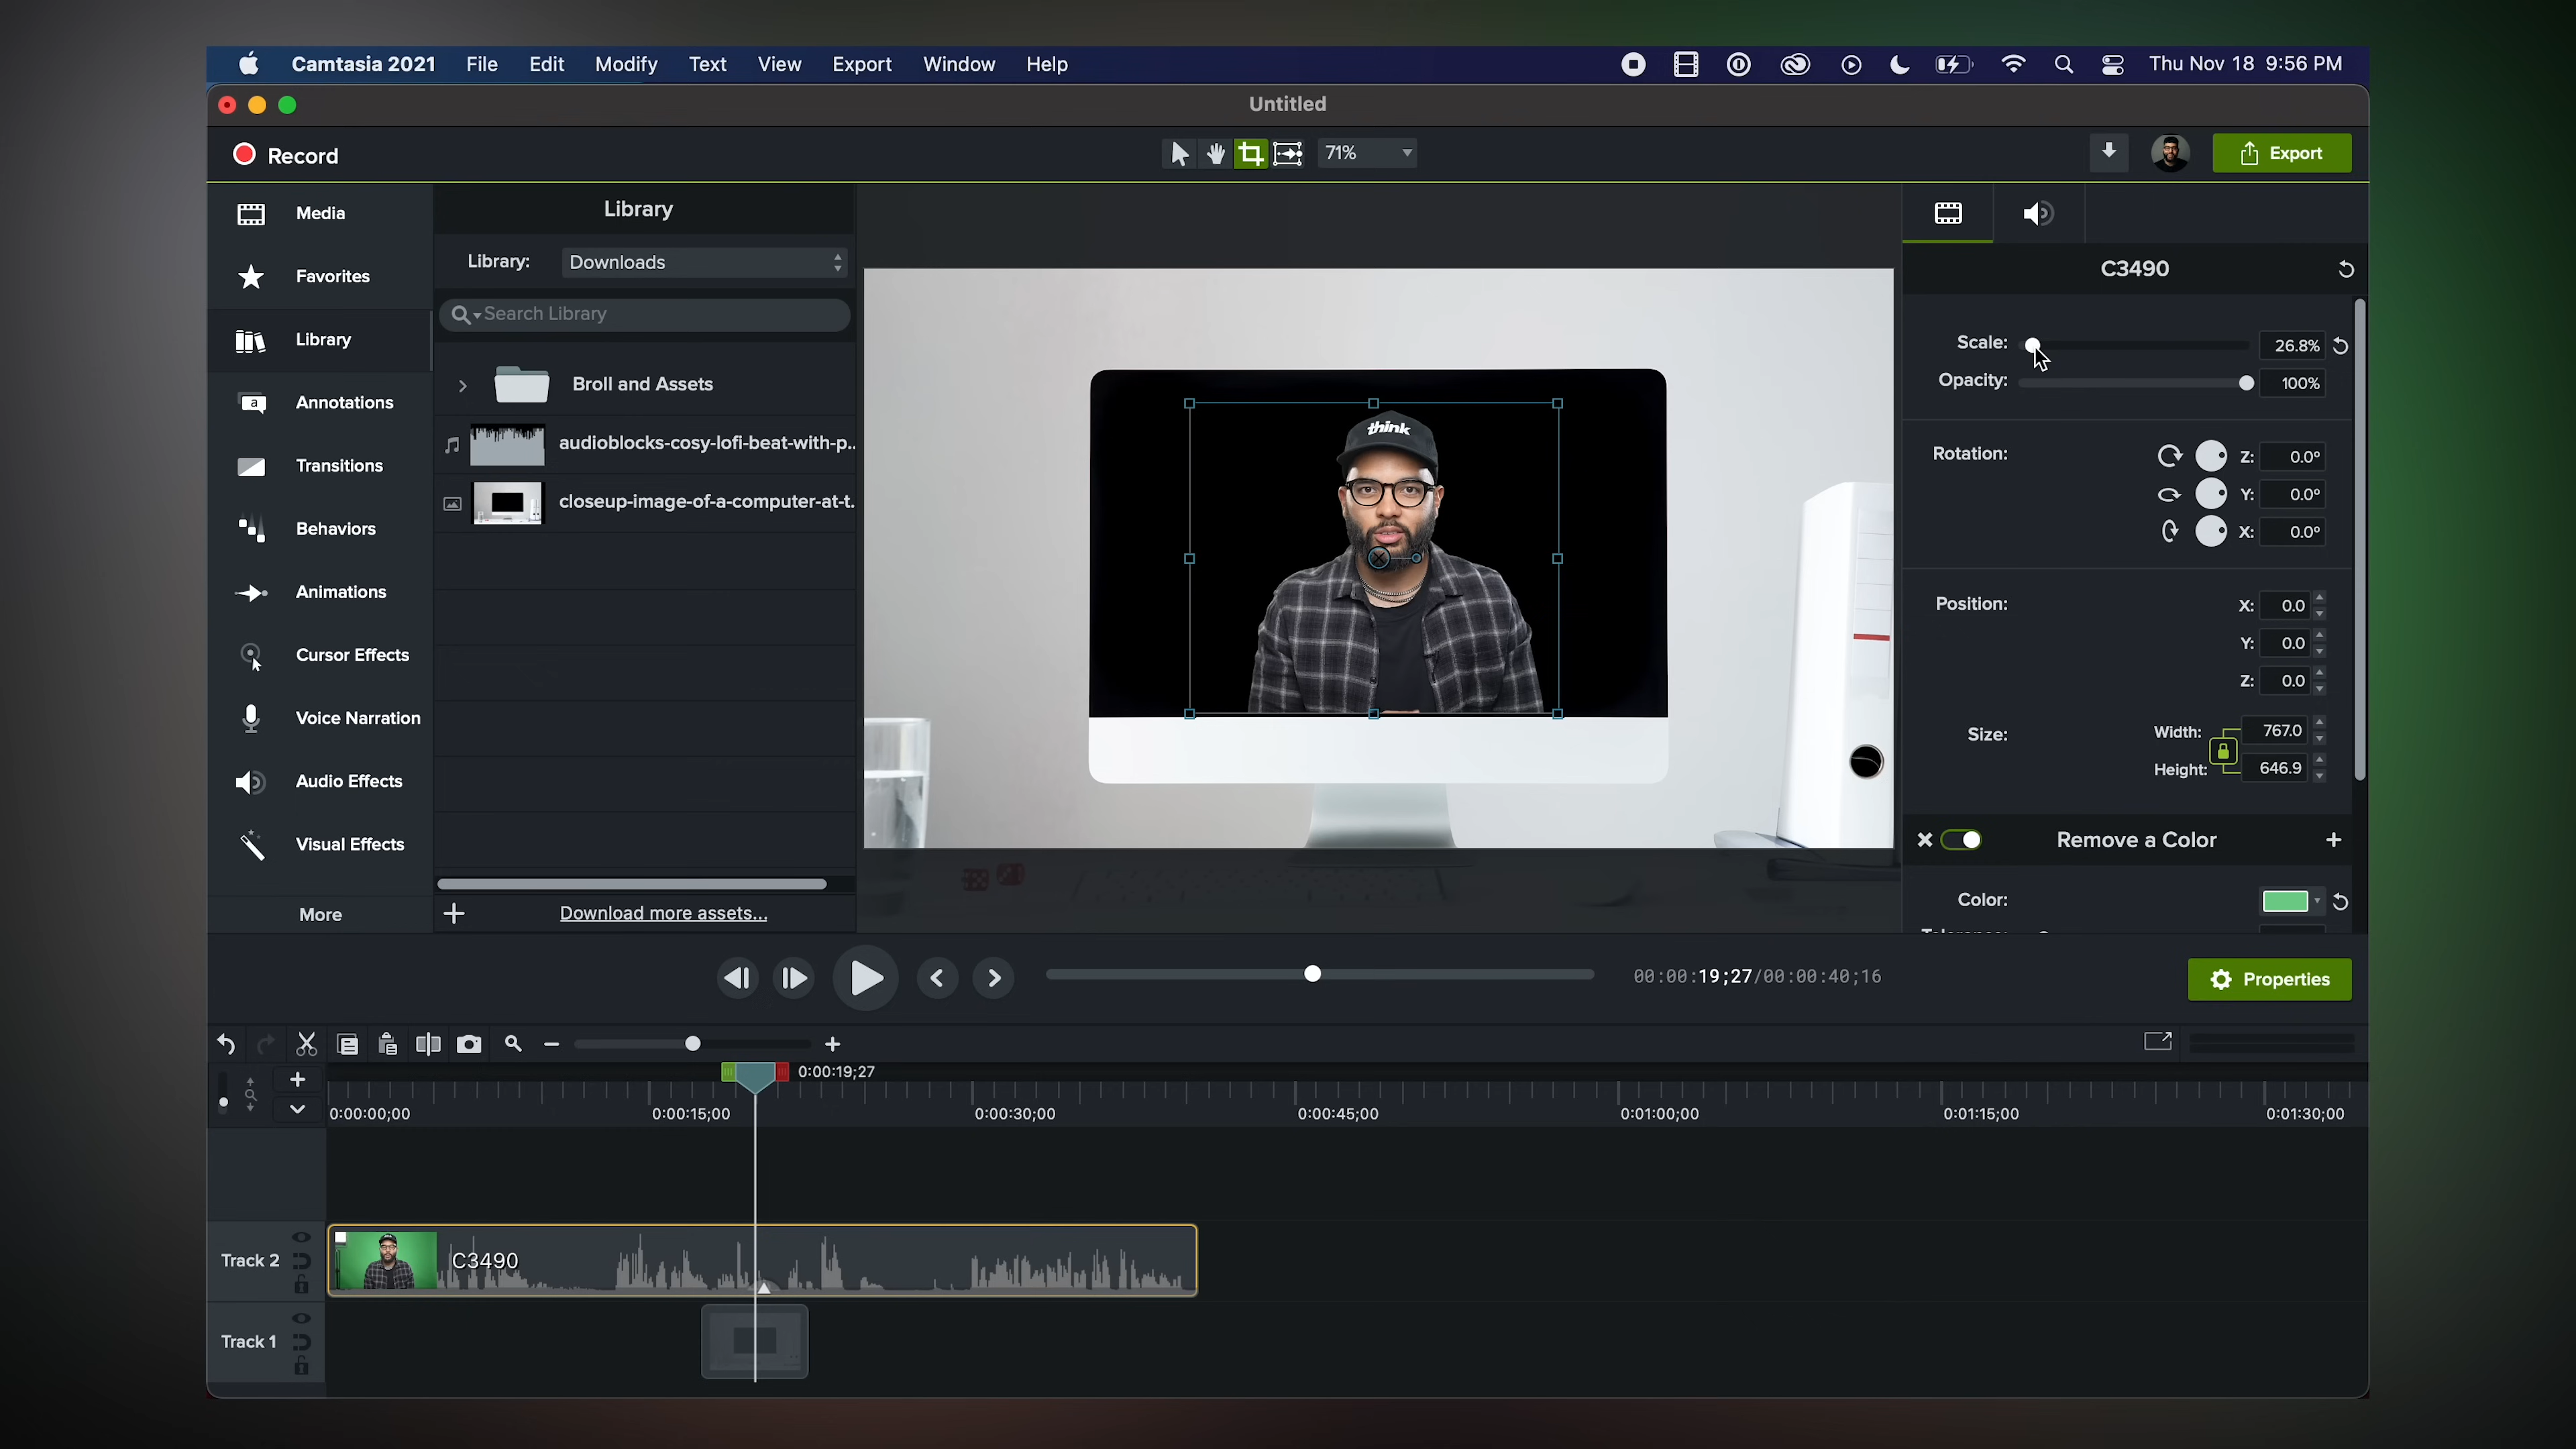 Camtasia 2021 File Edit Modify Text View Export Window Help Thu Nov 18 9:56 PM
Untitled
Record 71% Export
Media
Favorites
Library
Annotations
Transitions
Behaviors
Animations
Cursor Effects
Voice Narration
Audio Effects
Visual Effects
More
Library
Library: Downloads
Search Library
Broll and Assets
audioblocks-cosy-lofi-beat-with-p..
closeup-image-of-a-computer-at-t.
Download more assets...
think
C3490
Scale: 26.8%
Opacity: 100%
Rotation: Z: 0.0°
Y: 0.0°
X: 0.0°
Position: X: 0.0
Y: 0.0
Z: 0.0
Size: Width: 767.0
Height: 646.9
Remove a Color
Color:
00:00:19;27/00:00:40;16
Properties
0:00:19;27
0:00:00;00 0:00:15;00 0:00:30;00 0:00:45;00 0:01:00;00 0:01:15;00 0:01:30;00
Track 2 C3490
Track 1